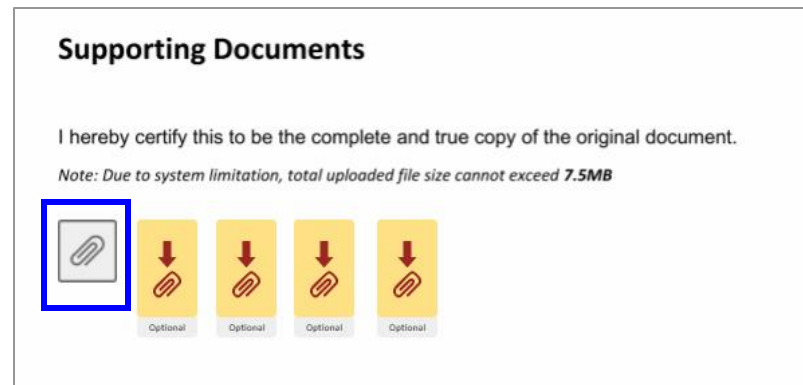 Supporting Documents
I hereby certify this to be the complete and true copy of the original document.
Note: Due to system limitation, total uploaded file size cannot exceed 7.5MB
Optional Optional Optional Optional